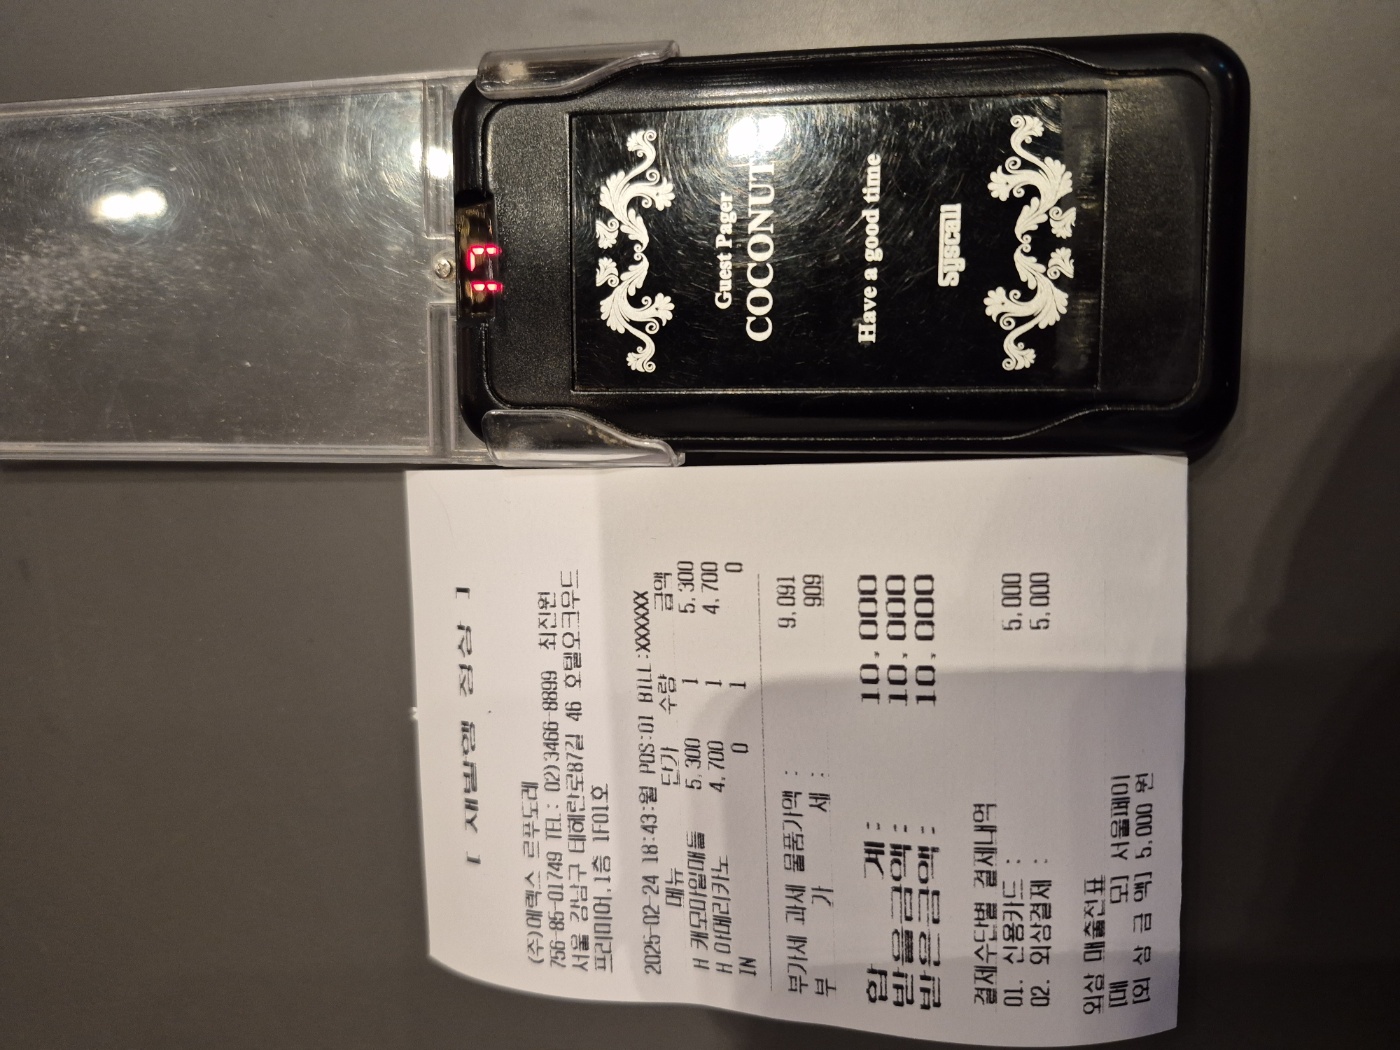 Guest Pager
COCONUT
Have a good time
Syscall
[ 재발행 정상 ]
(주)애렉스 르푸도레
756-85-01749 TEL : 02)3466-8899 최진원
서울 강남구 테헤란로87길 46 오크우드
프리미어, 1층 1F01호
2025-02-24 18:43:월 POS:01 BILL:XXXXXX
메뉴 단가 수량 금액
H 캐모마일매들 5,300 1 5,300
H 아메리카노 4,700 1 4,700
IN 0 1 0
부가세 과세 물품가액 : 9,091
부 가 세 : 909
합 계 : 10,000
받을금액 : 10,000
받은금액 : 10,000
결제수단별 결제내역
01. 신용카드 : 5,000
02. 외상결제 : 5,000
외상 매출전표
[메 모] 서울페이
[외 상 금 액] 5,000 원